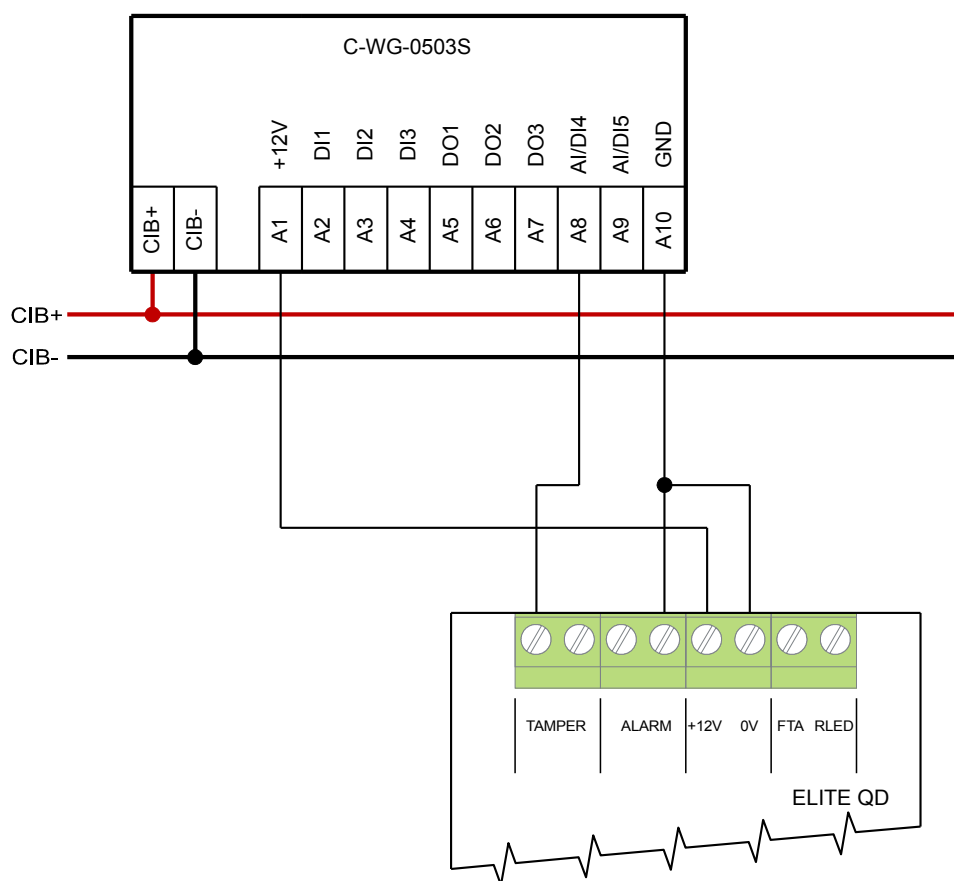 C-WG-0503S
+12V DI1 DI2 DI3 DO1 DO2 DO3 AI/DI4 AI/DI5 GND
CIB+ CIB- A1 A2 A3 A4 A5 A6 A7 A8 A9 A10
CIB+
CIB-
TAMPER ALARM +12V 0V FTA RLED
ELITE QD